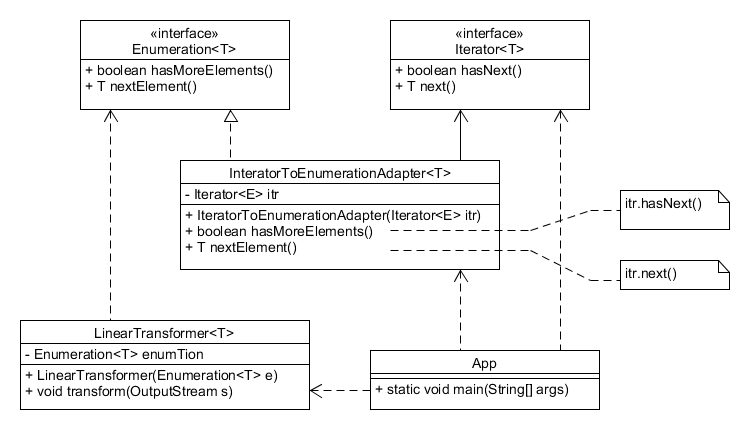 «interface»
Enumeration<T>
+ boolean hasMoreElements()
+ T nextElement()
«interface»
Iterator<T>
+ boolean hasNext()
+ T next()
InteratorToEnumerationAdapter<T>
- Iterator<E> itr
+ IteratorToEnumerationAdapter(Iterator<E> itr)
+ boolean hasMoreElements()
+ T nextElement()
itr.hasNext()
itr.next()
LinearTransformer<T>
- Enumeration<T> enumTion
+ LinearTransformer(Enumeration<T> e)
+ void transform(OutputStream s)
App
+ static void main(String[] args)